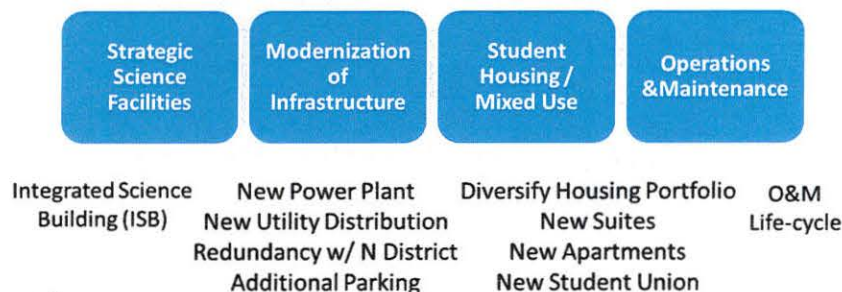 Strategic
Science
Facilities
Modernization
of
Infrastructure
Student
Housing /
Mixed Use
Operations
&Maintenance
Integrated Science
Building (ISB)
New Power Plant
New Utility Distribution
Redundancy w/ N District
Additional Parking
Diversify Housing Portfolio
New Suites
New Apartments
New Student Union
O&M
Life-cycle